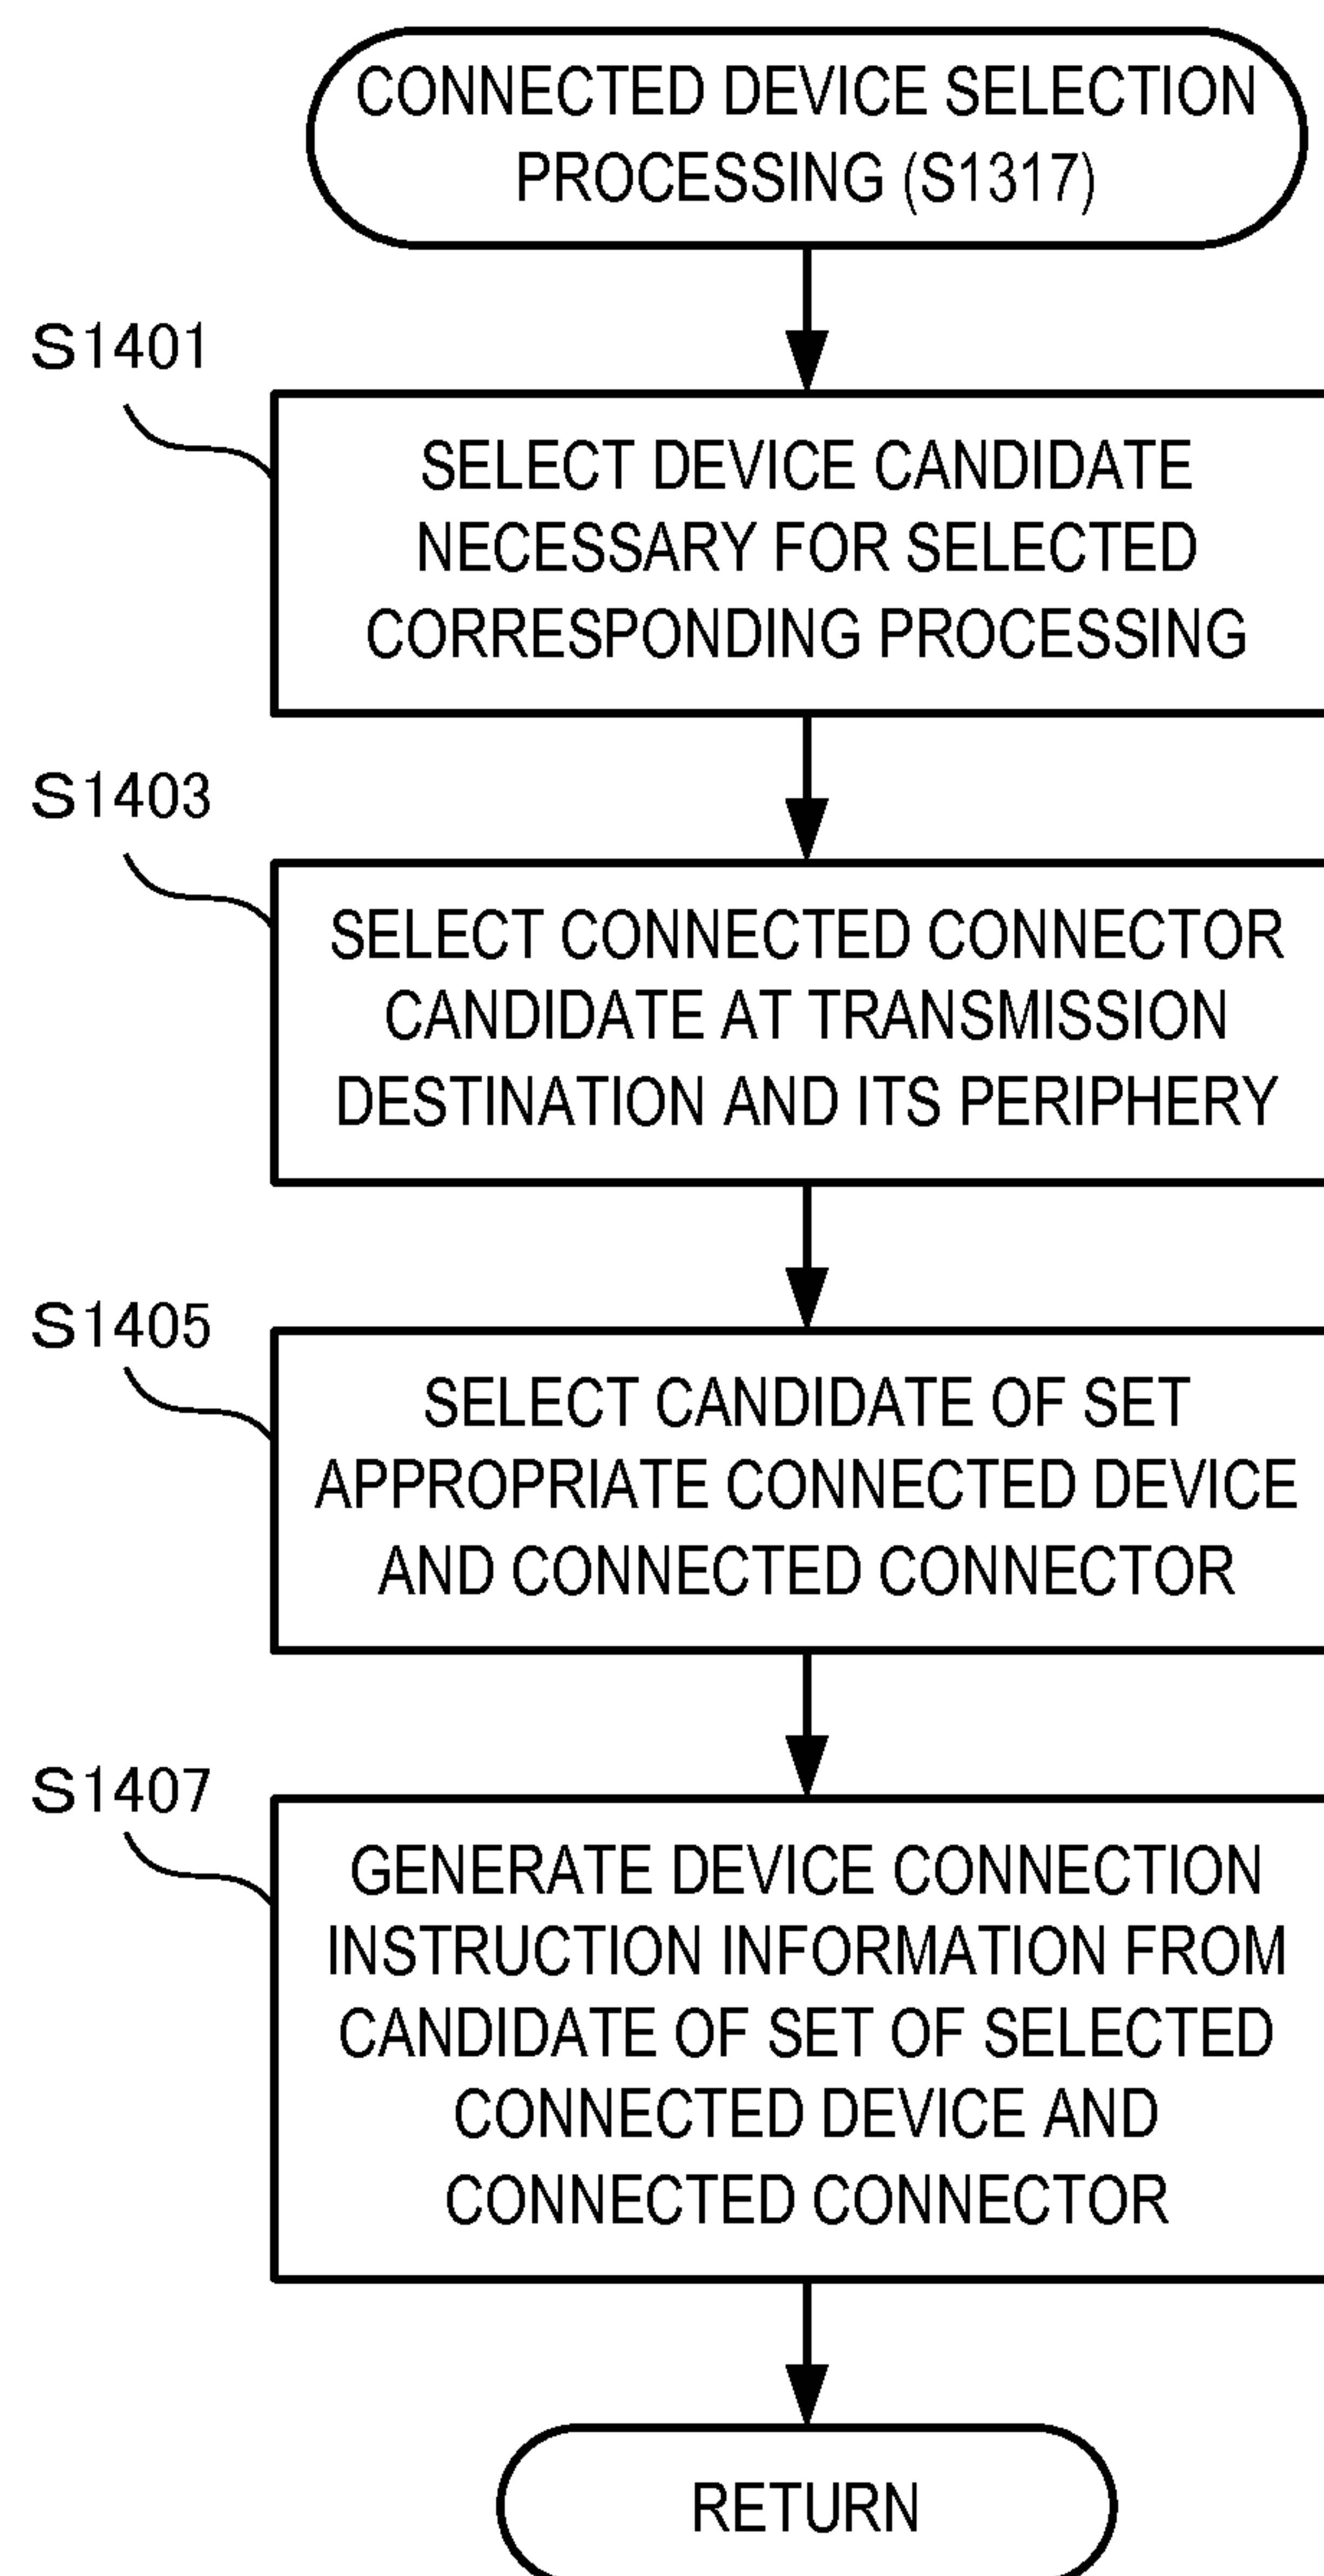 CONNECTED DEVICE SELECTION
PROCESSING (S1317)
S1401
SELECT DEVICE CANDIDATE
NECESSARY FOR SELECTED
CORRESPONDING PROCESSING
S1403
SELECT CONNECTED CONNECTOR
CANDIDATE AT TRANSMISSION
DESTINATION AND ITS PERIPHERY
S1405
SELECT CANDIDATE OF SET
APPROPRIATE CONNECTED DEVICE
AND CONNECTED CONNECTOR
S1407
GENERATE DEVICE CONNECTION
INSTRUCTION INFORMATION FROM
CANDIDATE OF SET OF SELECTED
CONNECTED DEVICE AND
CONNECTED CONNECTOR
RETURN